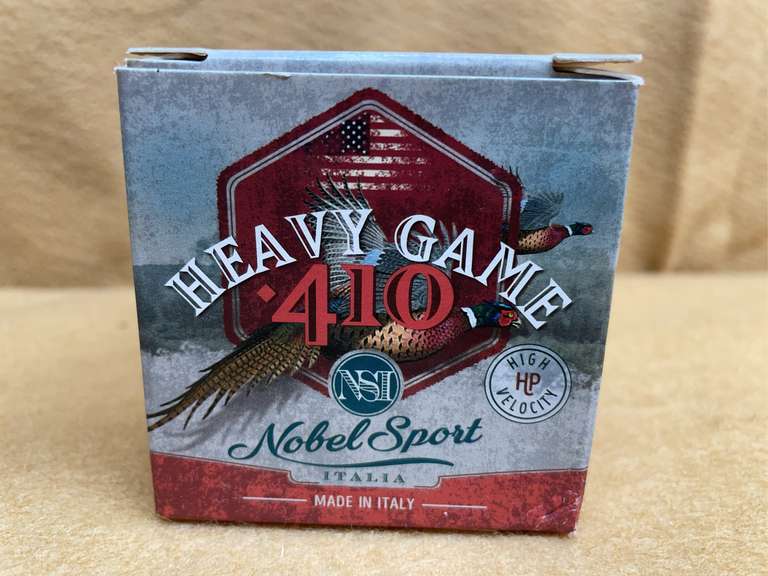 HEAVY GAME
.410
NSI
HIGH
HP
VELOCITY
Nobel Sport
ITALIA
MADE IN ITALY